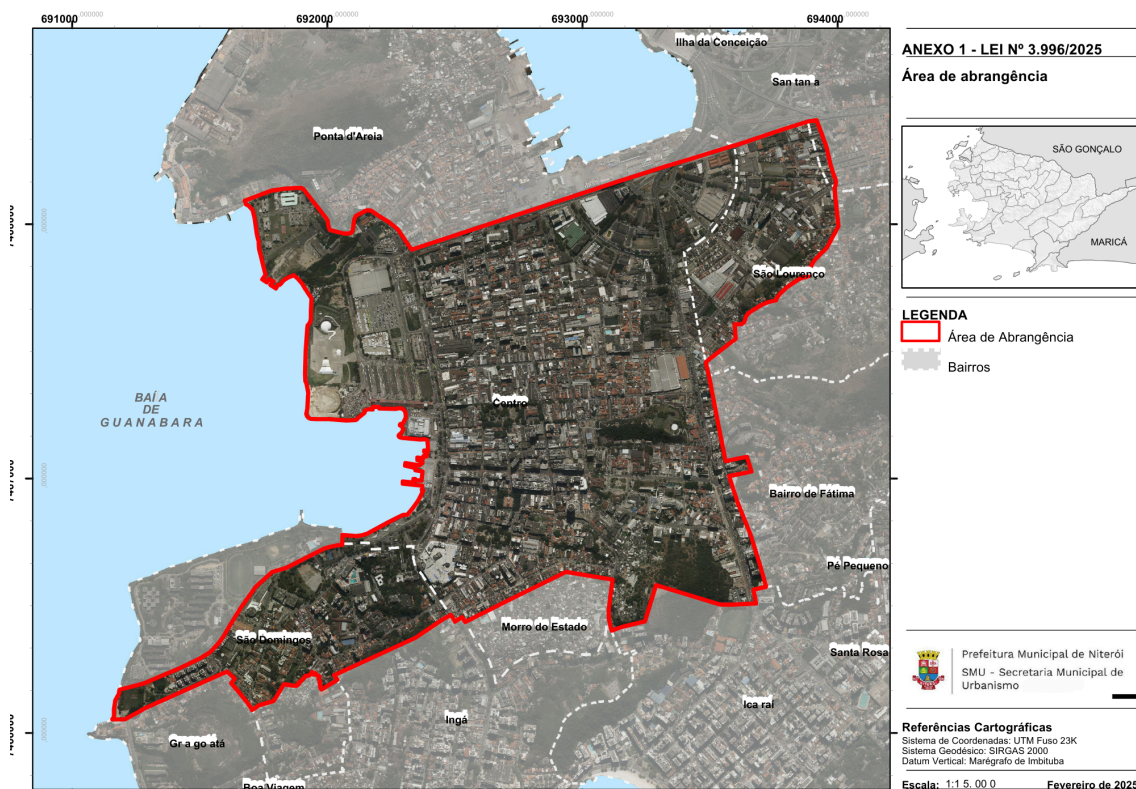 691000
692000
693000
694000
Ilha da Conceição
San tan a
Ponta d'Areia
São Lourenço
Centro
BAÍA
DE
GUANABARA
Bairro de Fátima
Pé Pequeno
Morro do Estado
São Domingos
Santa Rosa
Ica raí
Ingá
Gr a go atá
Boa Viagem
ANEXO 1 - LEI Nº 3.996/2025
Área de abrangência
SÃO GONÇALO
MARICÁ
LEGENDA
Área de Abrangência
Bairros
Prefeitura Municipal de Niterói
SMU - Secretaria Municipal de
Urbanismo
Referências Cartográficas
Sistema de Coordenadas: UTM Fuso 23K
Sistema Geodésico: SIRGAS 2000
Datum Vertical: Marégrafo de Imbituba
Escala: 1:1 5. 00 0 Fevereiro de 2025